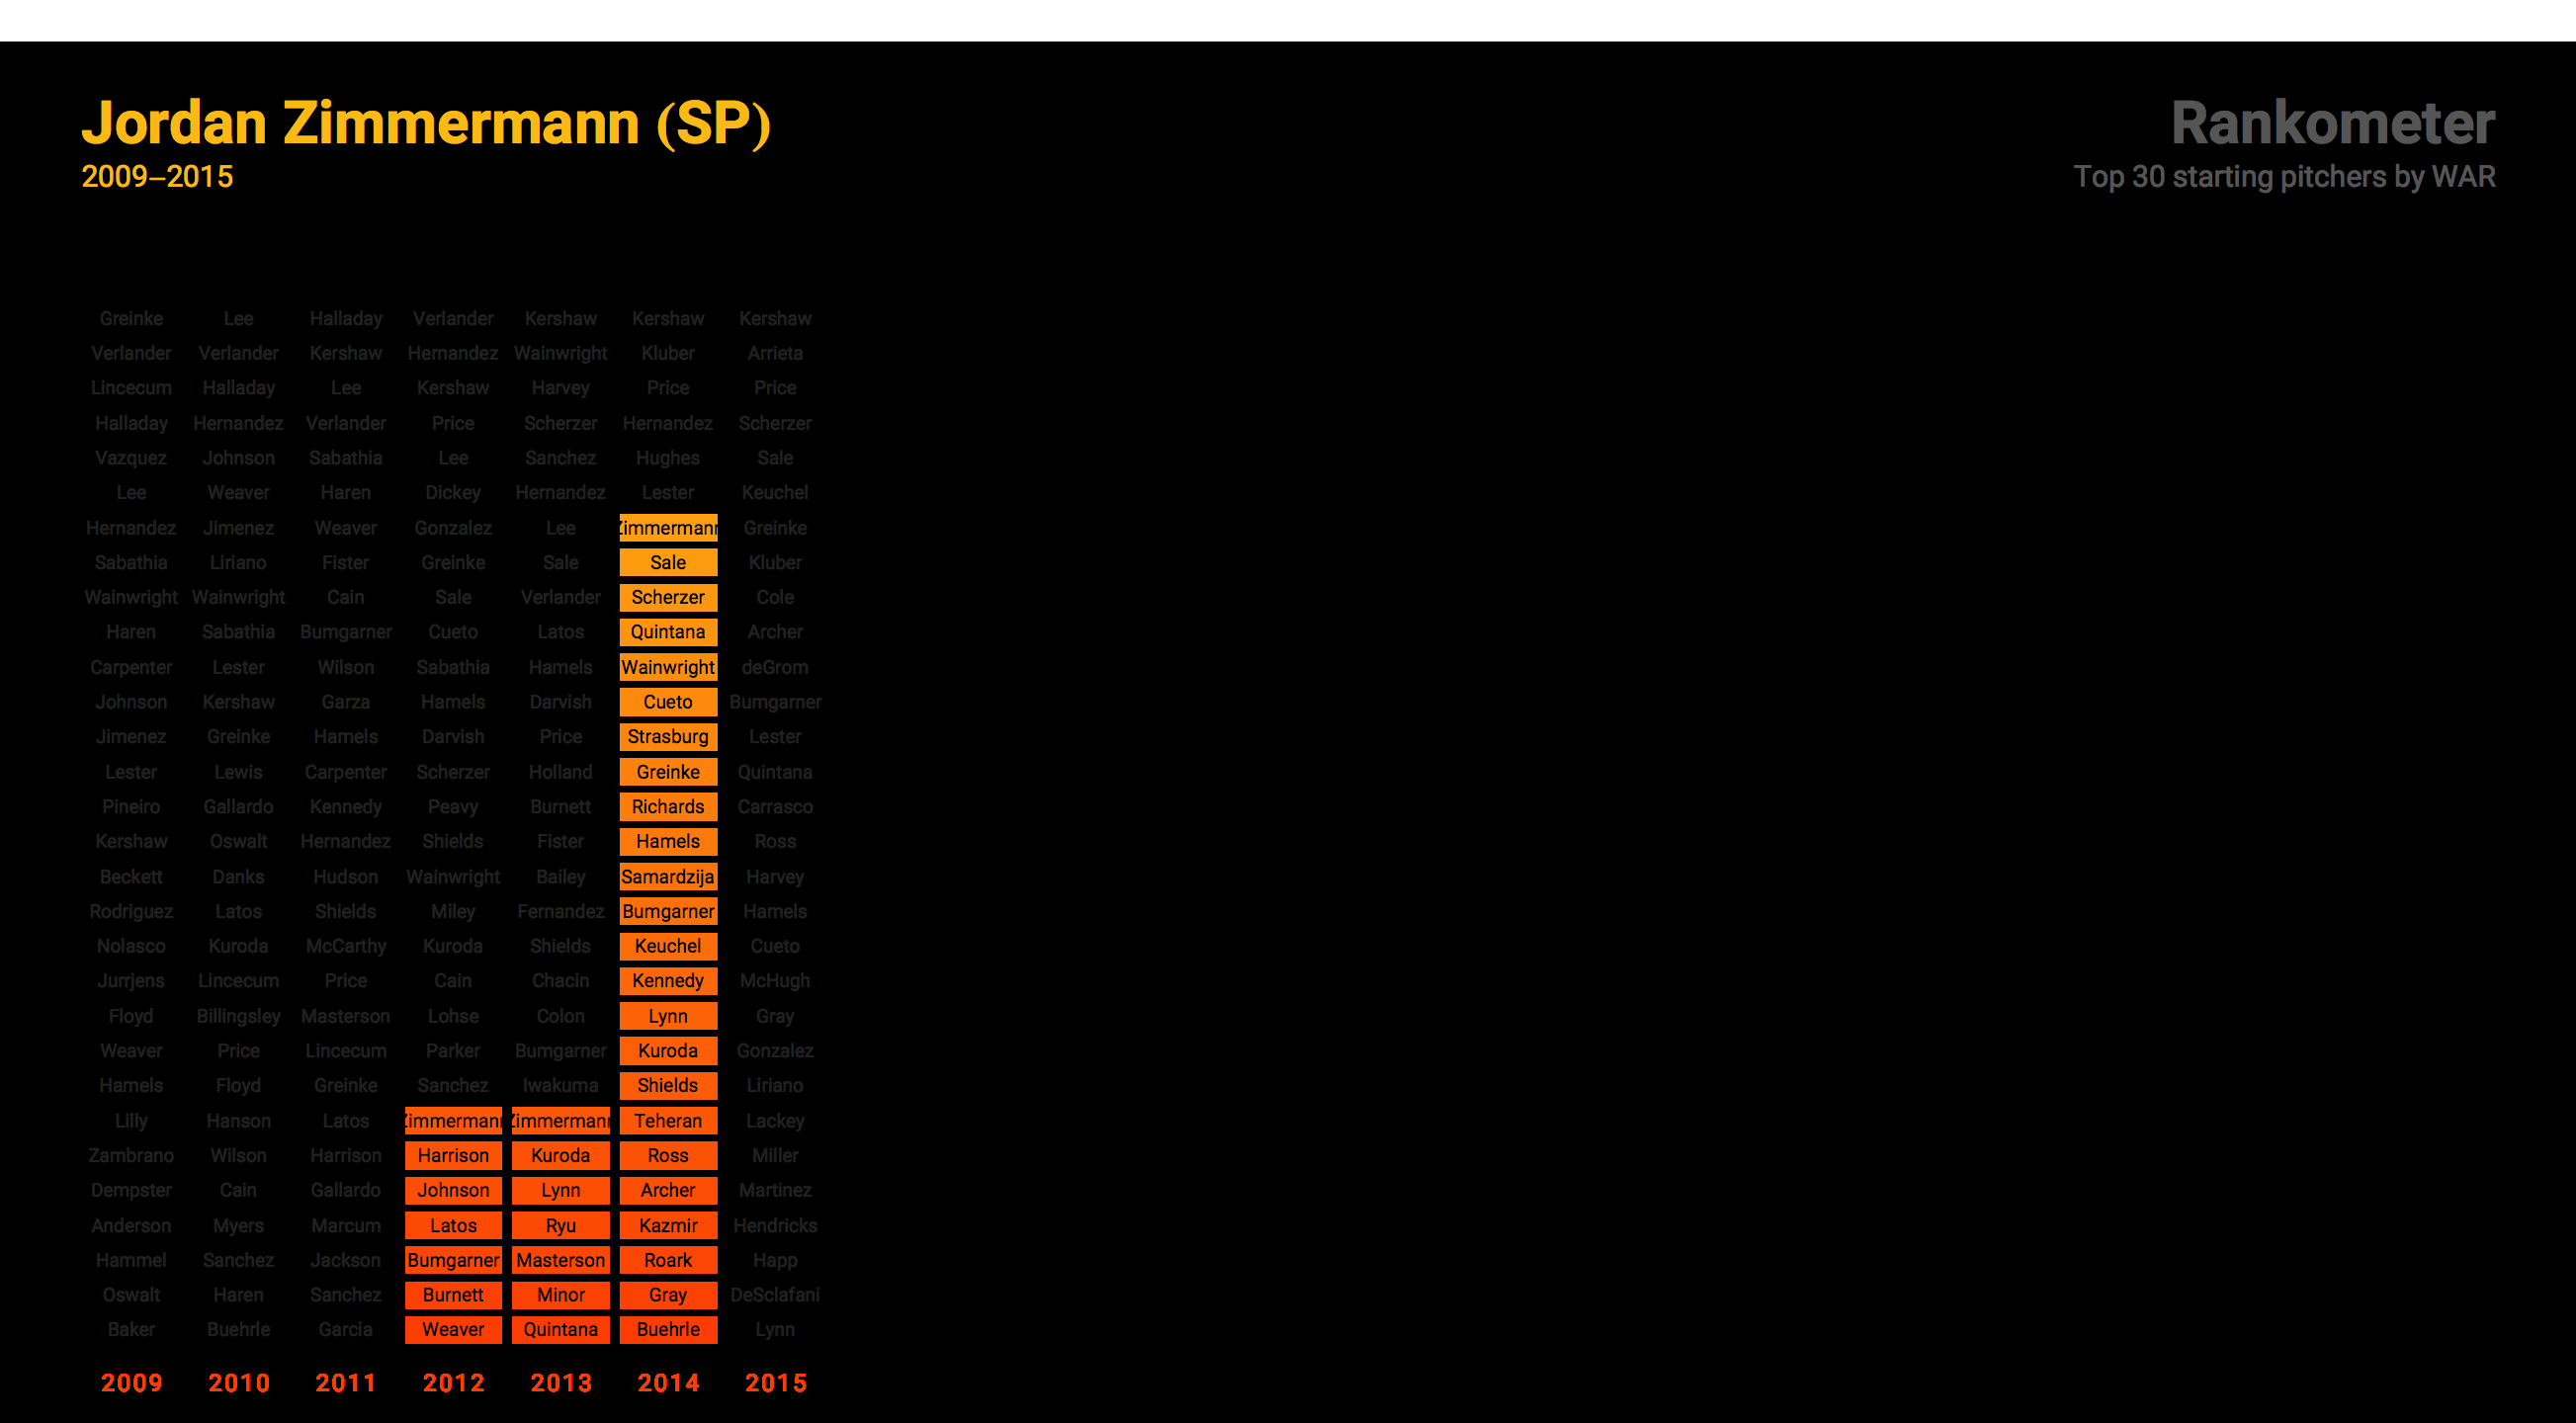 Jordan Zimmermann (SP)
2009–2015
Rankometer
Top 30 starting pitchers by WAR
Greinke Lee Halladay Verlander Kershaw Kershaw Kershaw
Verlander Verlander Kershaw Hernandez Wainwright Kluber Arrieta
Lincecum Halladay Lee Kershaw Harvey Price Price
Halladay Hernandez Verlander Price Scherzer Hernandez Scherzer
Vazquez Johnson Sabathia Lee Sanchez Hughes Sale
Lee Weaver Haren Dickey Hernandez Lester Keuchel
Hernandez Jimenez Weaver Gonzalez Lee Zimmermann Greinke
Sabathia Liriano Fister Greinke Sale Sale Kluber
Wainwright Wainwright Cain Sale Verlander Scherzer Cole
Haren Sabathia Bumgarner Cueto Latos Quintana Archer
Carpenter Lester Wilson Sabathia Hamels Wainwright deGrom
Johnson Kershaw Garza Hamels Darvish Cueto Bumgarner
Jimenez Greinke Hamels Darvish Price Strasburg Lester
Lester Lewis Carpenter Scherzer Holland Greinke Quintana
Pineiro Gallardo Kennedy Peavy Burnett Richards Carrasco
Kershaw Oswalt Hernandez Shields Fister Hamels Ross
Beckett Danks Hudson Wainwright Bailey Samardzija Harvey
Rodriguez Latos Shields Miley Fernandez Bumgarner Hamels
Nolasco Kuroda McCarthy Kuroda Shields Keuchel Cueto
Jurrjens Lincecum Price Cain Chacin Kennedy McHugh
Floyd Billingsley Masterson Lohse Colon Lynn Gray
Weaver Price Lincecum Parker Bumgarner Kuroda Gonzalez
Hamels Floyd Greinke Sanchez Iwakuma Shields Liriano
Lilly Hanson Latos Zimmermann Zimmermann Teheran Lackey
Zambrano Wilson Harrison Harrison Kuroda Ross Miller
Dempster Cain Gallardo Johnson Lynn Archer Martinez
Anderson Myers Marcum Latos Ryu Kazmir Hendricks
Hammel Sanchez Jackson Bumgarner Masterson Roark Happ
Oswalt Haren Sanchez Burnett Minor Gray DeSclafani
Baker Buehrle Garcia Weaver Quintana Buehrle Lynn
2009 2010 2011 2012 2013 2014 2015